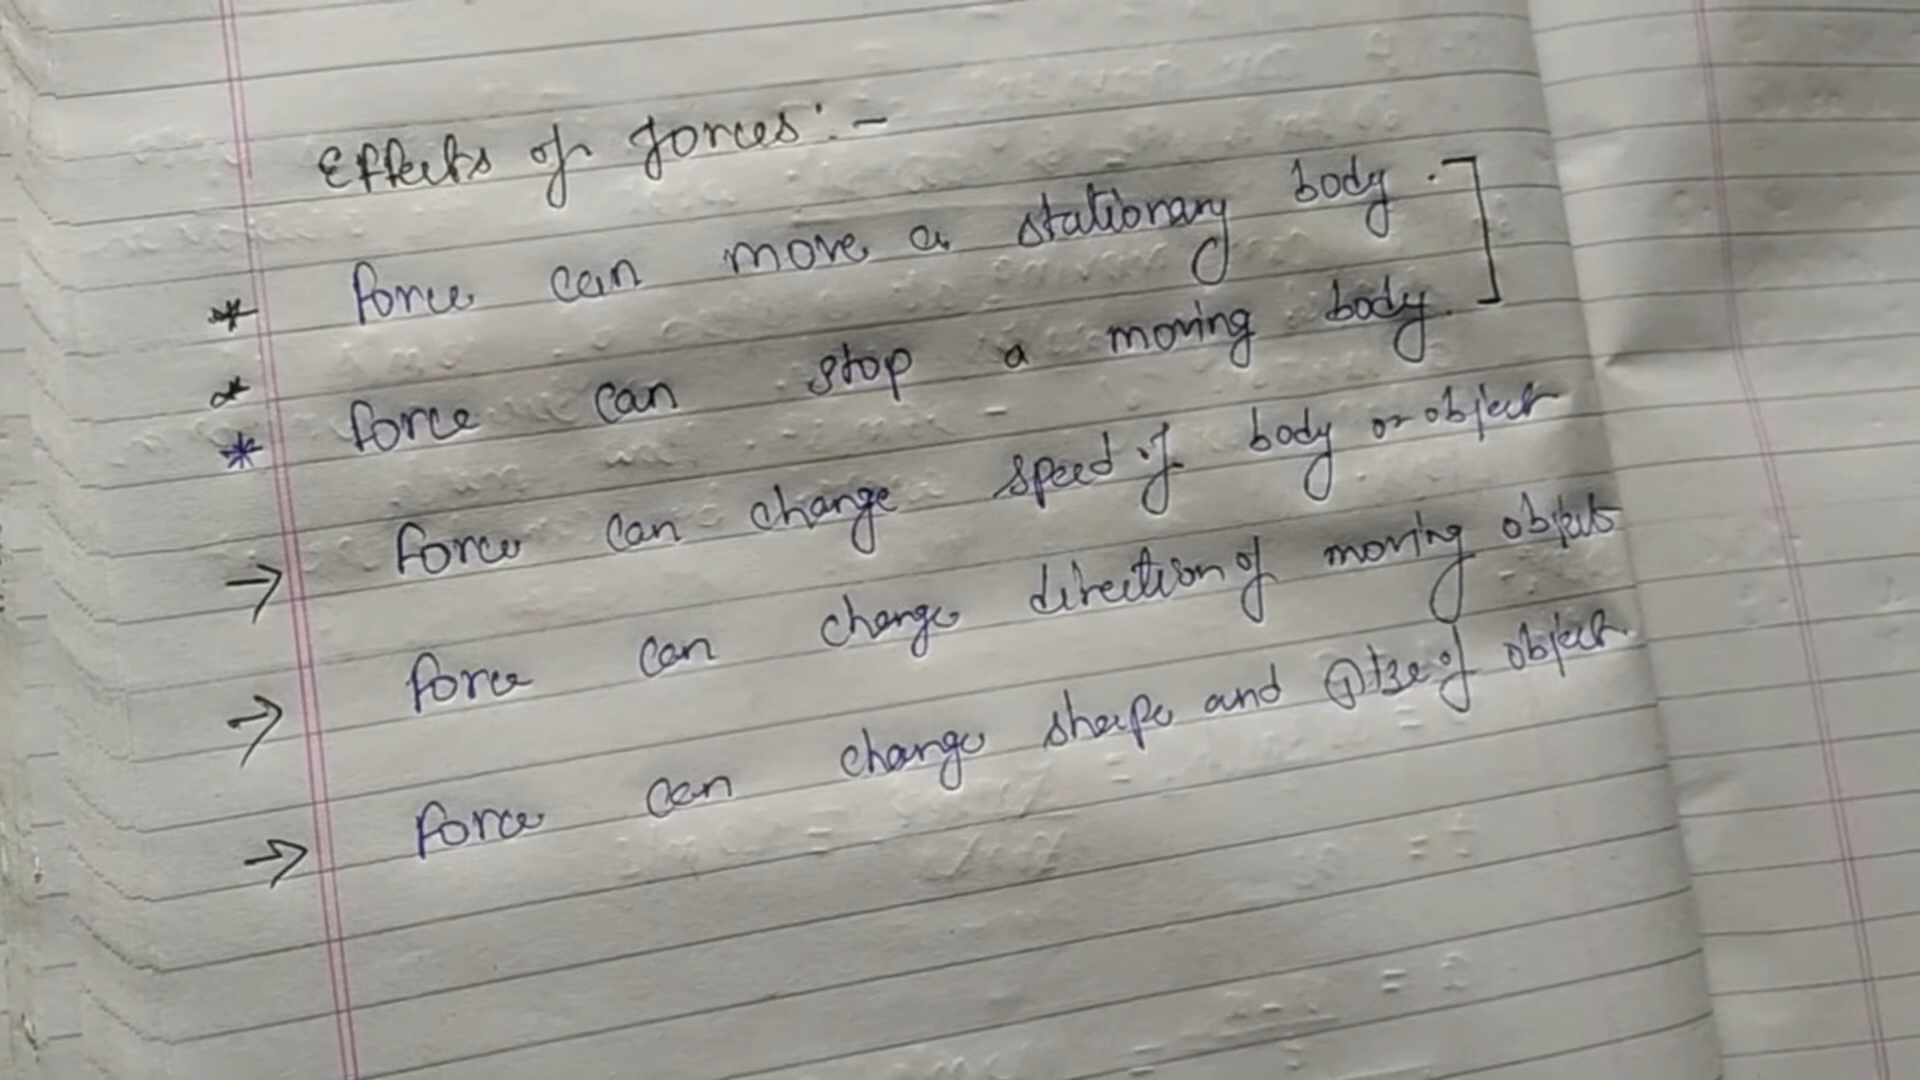 Effects of forces :-
* force can move a stationary body .
* force can stop a moving body.
→ force can change speed of body or object
→ force can change direction of moving objects
→ force can change shape and size of object